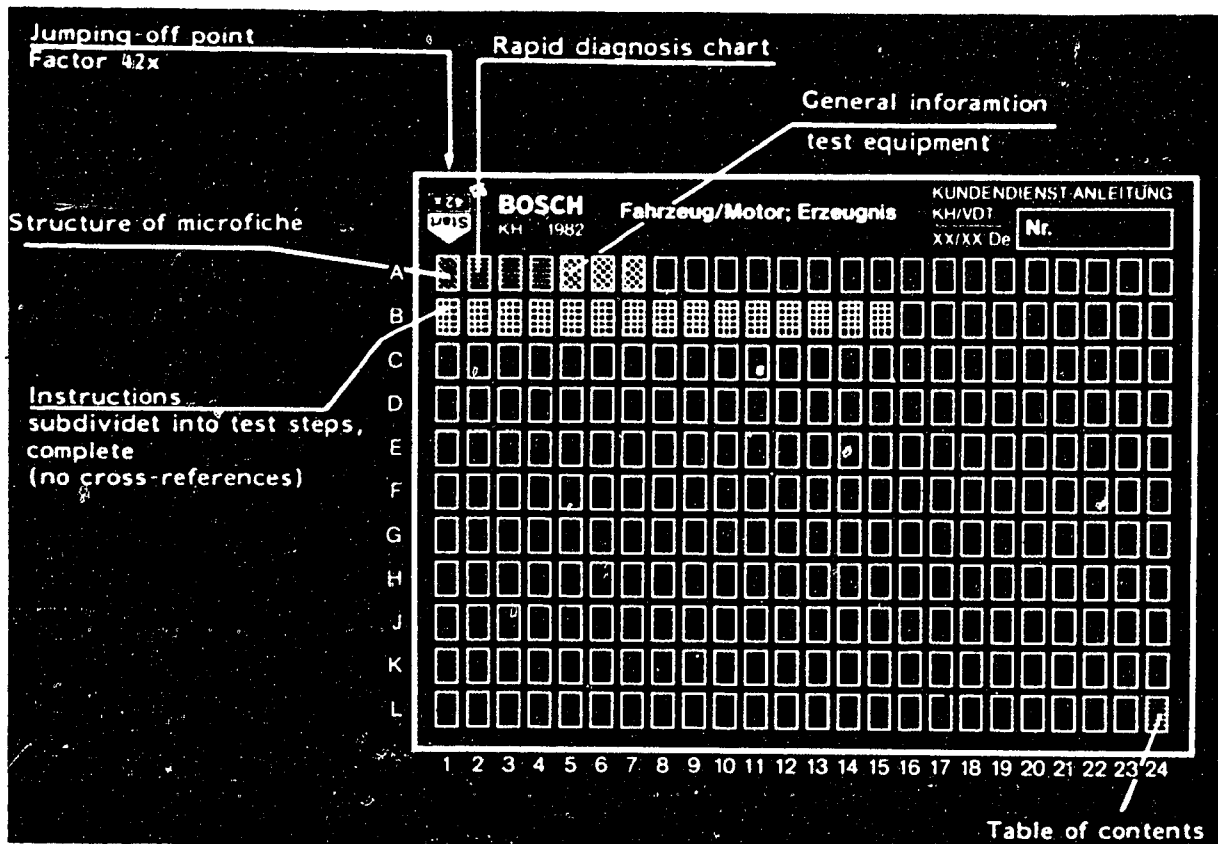 Jumping-off point
Factor 42x
Rapid diagnosis chart
General inforamtion
test equipment
Structure of microfiche
42x
Start
BOSCH
KH 1982
Fahrzeug/Motor; Erzeugnis
KUNDENDIENST-ANLEITUNG
KH/VDT
XX/XX De
Nr.
A
B
C
D
E
F
G
H
J
K
L
Instructions
subdividet into test steps,
complete
(no cross-references)
1 2 3 4 5 6 7 8 9 10 11 12 13 14 15 16 17 18 19 20 21 22 23 24
Table of contents